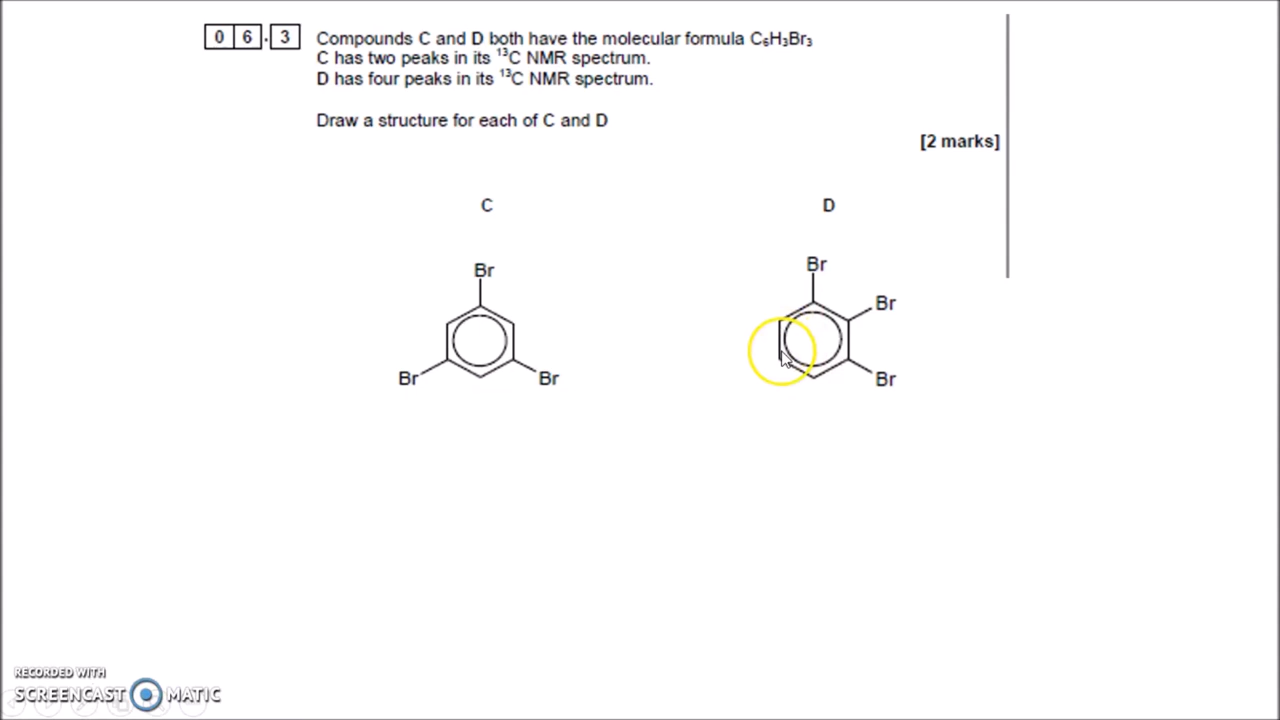 06.3 Compounds C and D both have the molecular formula C₆H₃Br₃
C has two peaks in its ¹³C NMR spectrum.
D has four peaks in its ¹³C NMR spectrum.
Draw a structure for each of C and D
[2 marks]
C
D
Br
Br
Br
Br
Br
Br
RECORDED WITH
SCREENCAST MATIC